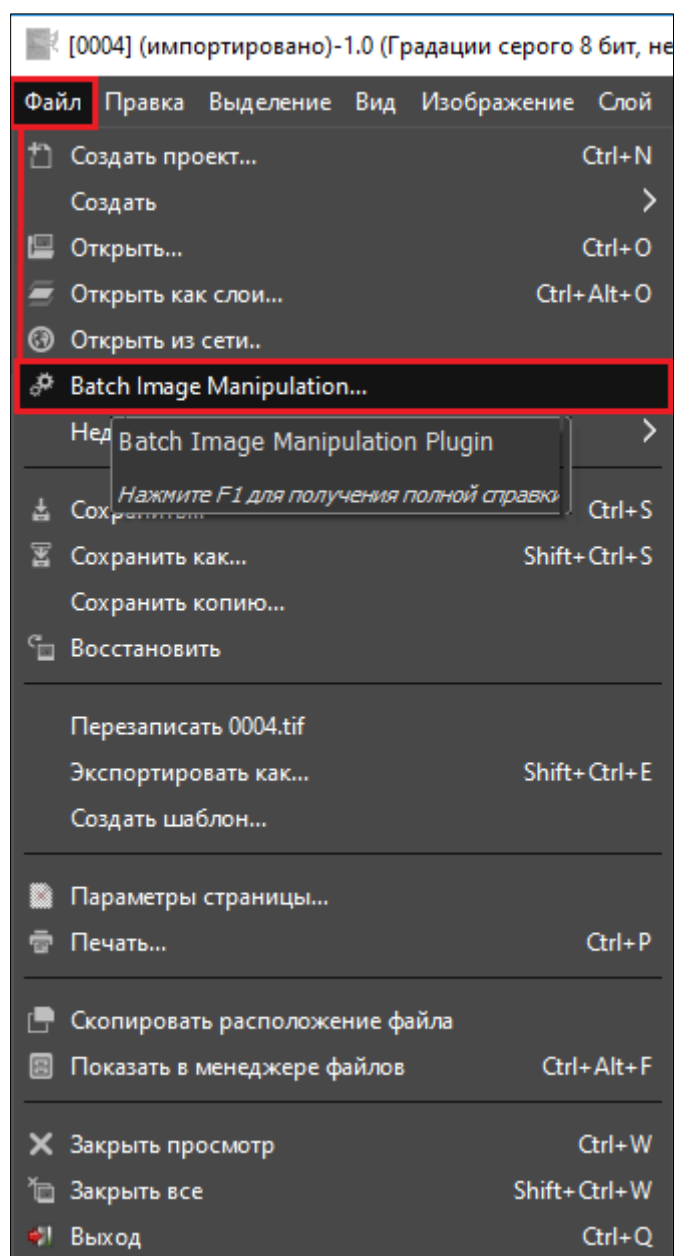 [0004] (импортировано)-1.0 (Градации серого 8 бит, не
Файл Правка Выделение Вид Изображение Слой
Создать проект... Ctrl+N
Создать
Открыть... Ctrl+O
Открыть как слои... Ctrl+Alt+O
Открыть из сети..
Batch Image Manipulation...
Нед
Batch Image Manipulation Plugin
Нажмите F1 для получения полной справки
Сохранить... Ctrl+S
Сохранить как... Shift+Ctrl+S
Сохранить копию...
Восстановить
Перезаписать 0004.tif
Экспортировать как... Shift+Ctrl+E
Создать шаблон...
Параметры страницы...
Печать... Ctrl+P
Скопировать расположение файла
Показать в менеджере файлов Ctrl+Alt+F
Закрыть просмотр Ctrl+W
Закрыть все Shift+Ctrl+W
Выход Ctrl+Q